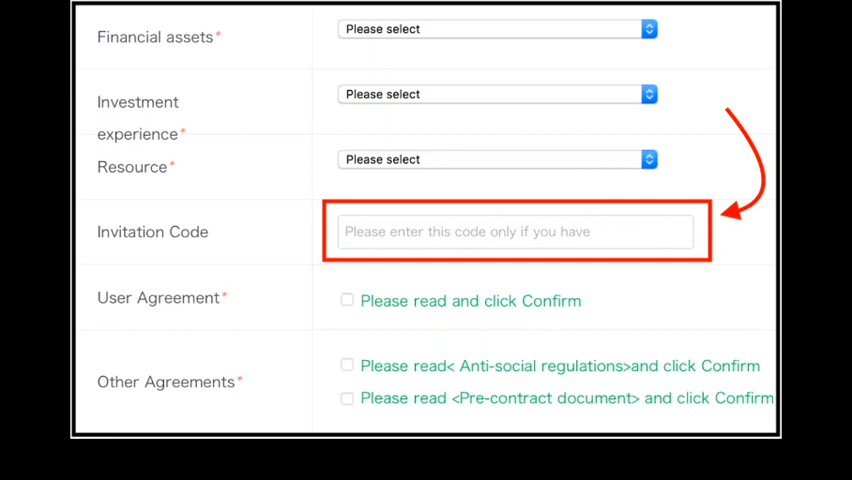 Financial assets*
Please select
Investment
experience*
Please select
Resource*
Please select
Invitation Code
Please enter this code only if you have
User Agreement*
Please read and click Confirm
Other Agreements*
Please read< Anti-social regulations>and click Confirm
Please read <Pre-contract document> and click Confirm